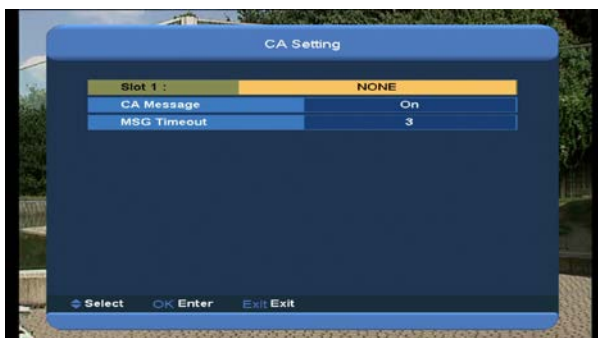 CA Setting
Slot 1 : NONE
CA Message On
MSG Timeout 3
Select OK Enter Exit Exit